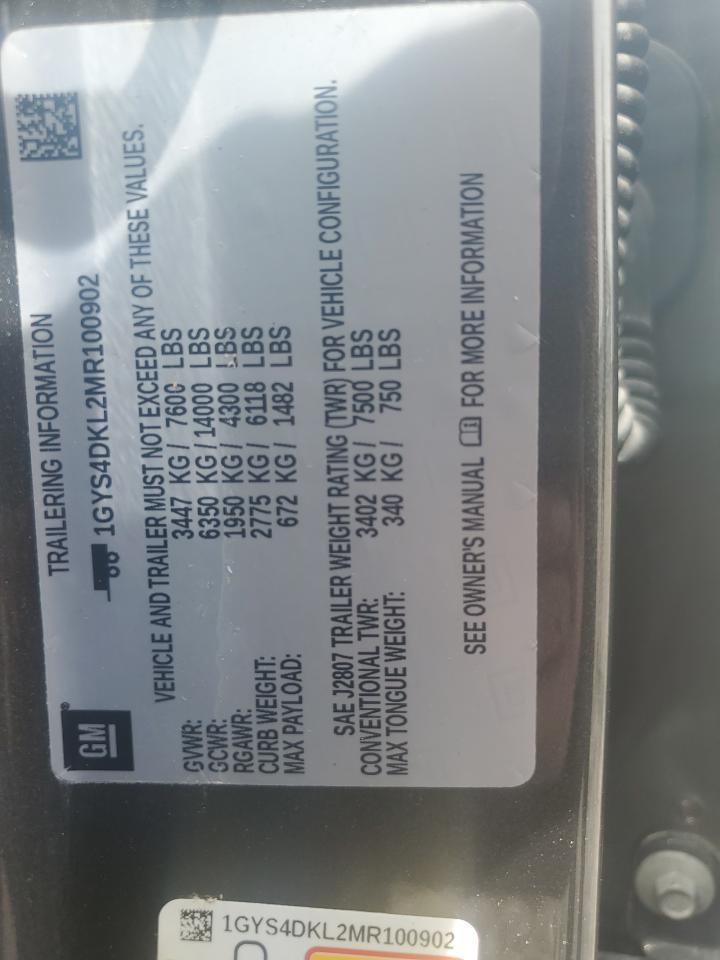 GM
TRAILERING INFORMATION
1GYS4DKL2MR100902
VEHICLE AND TRAILER MUST NOT EXCEED ANY OF THESE VALUES.
GVWR: 3447 KG / 7600 LBS
GCWR: 6350 KG / 14000 LBS
RGAWR: 1950 KG / 4300 LBS
CURB WEIGHT: 2775 KG / 6118 LBS
MAX PAYLOAD: 672 KG / 1482 LBS
SAE J2807 TRAILER WEIGHT RATING (TWR) FOR VEHICLE CONFIGURATION.
CONVENTIONAL TWR: 3402 KG / 7500 LBS
MAX TONGUE WEIGHT: 340 KG / 750 LBS
SEE OWNER'S MANUAL FOR MORE INFORMATION
1GYS4DKL2MR100902